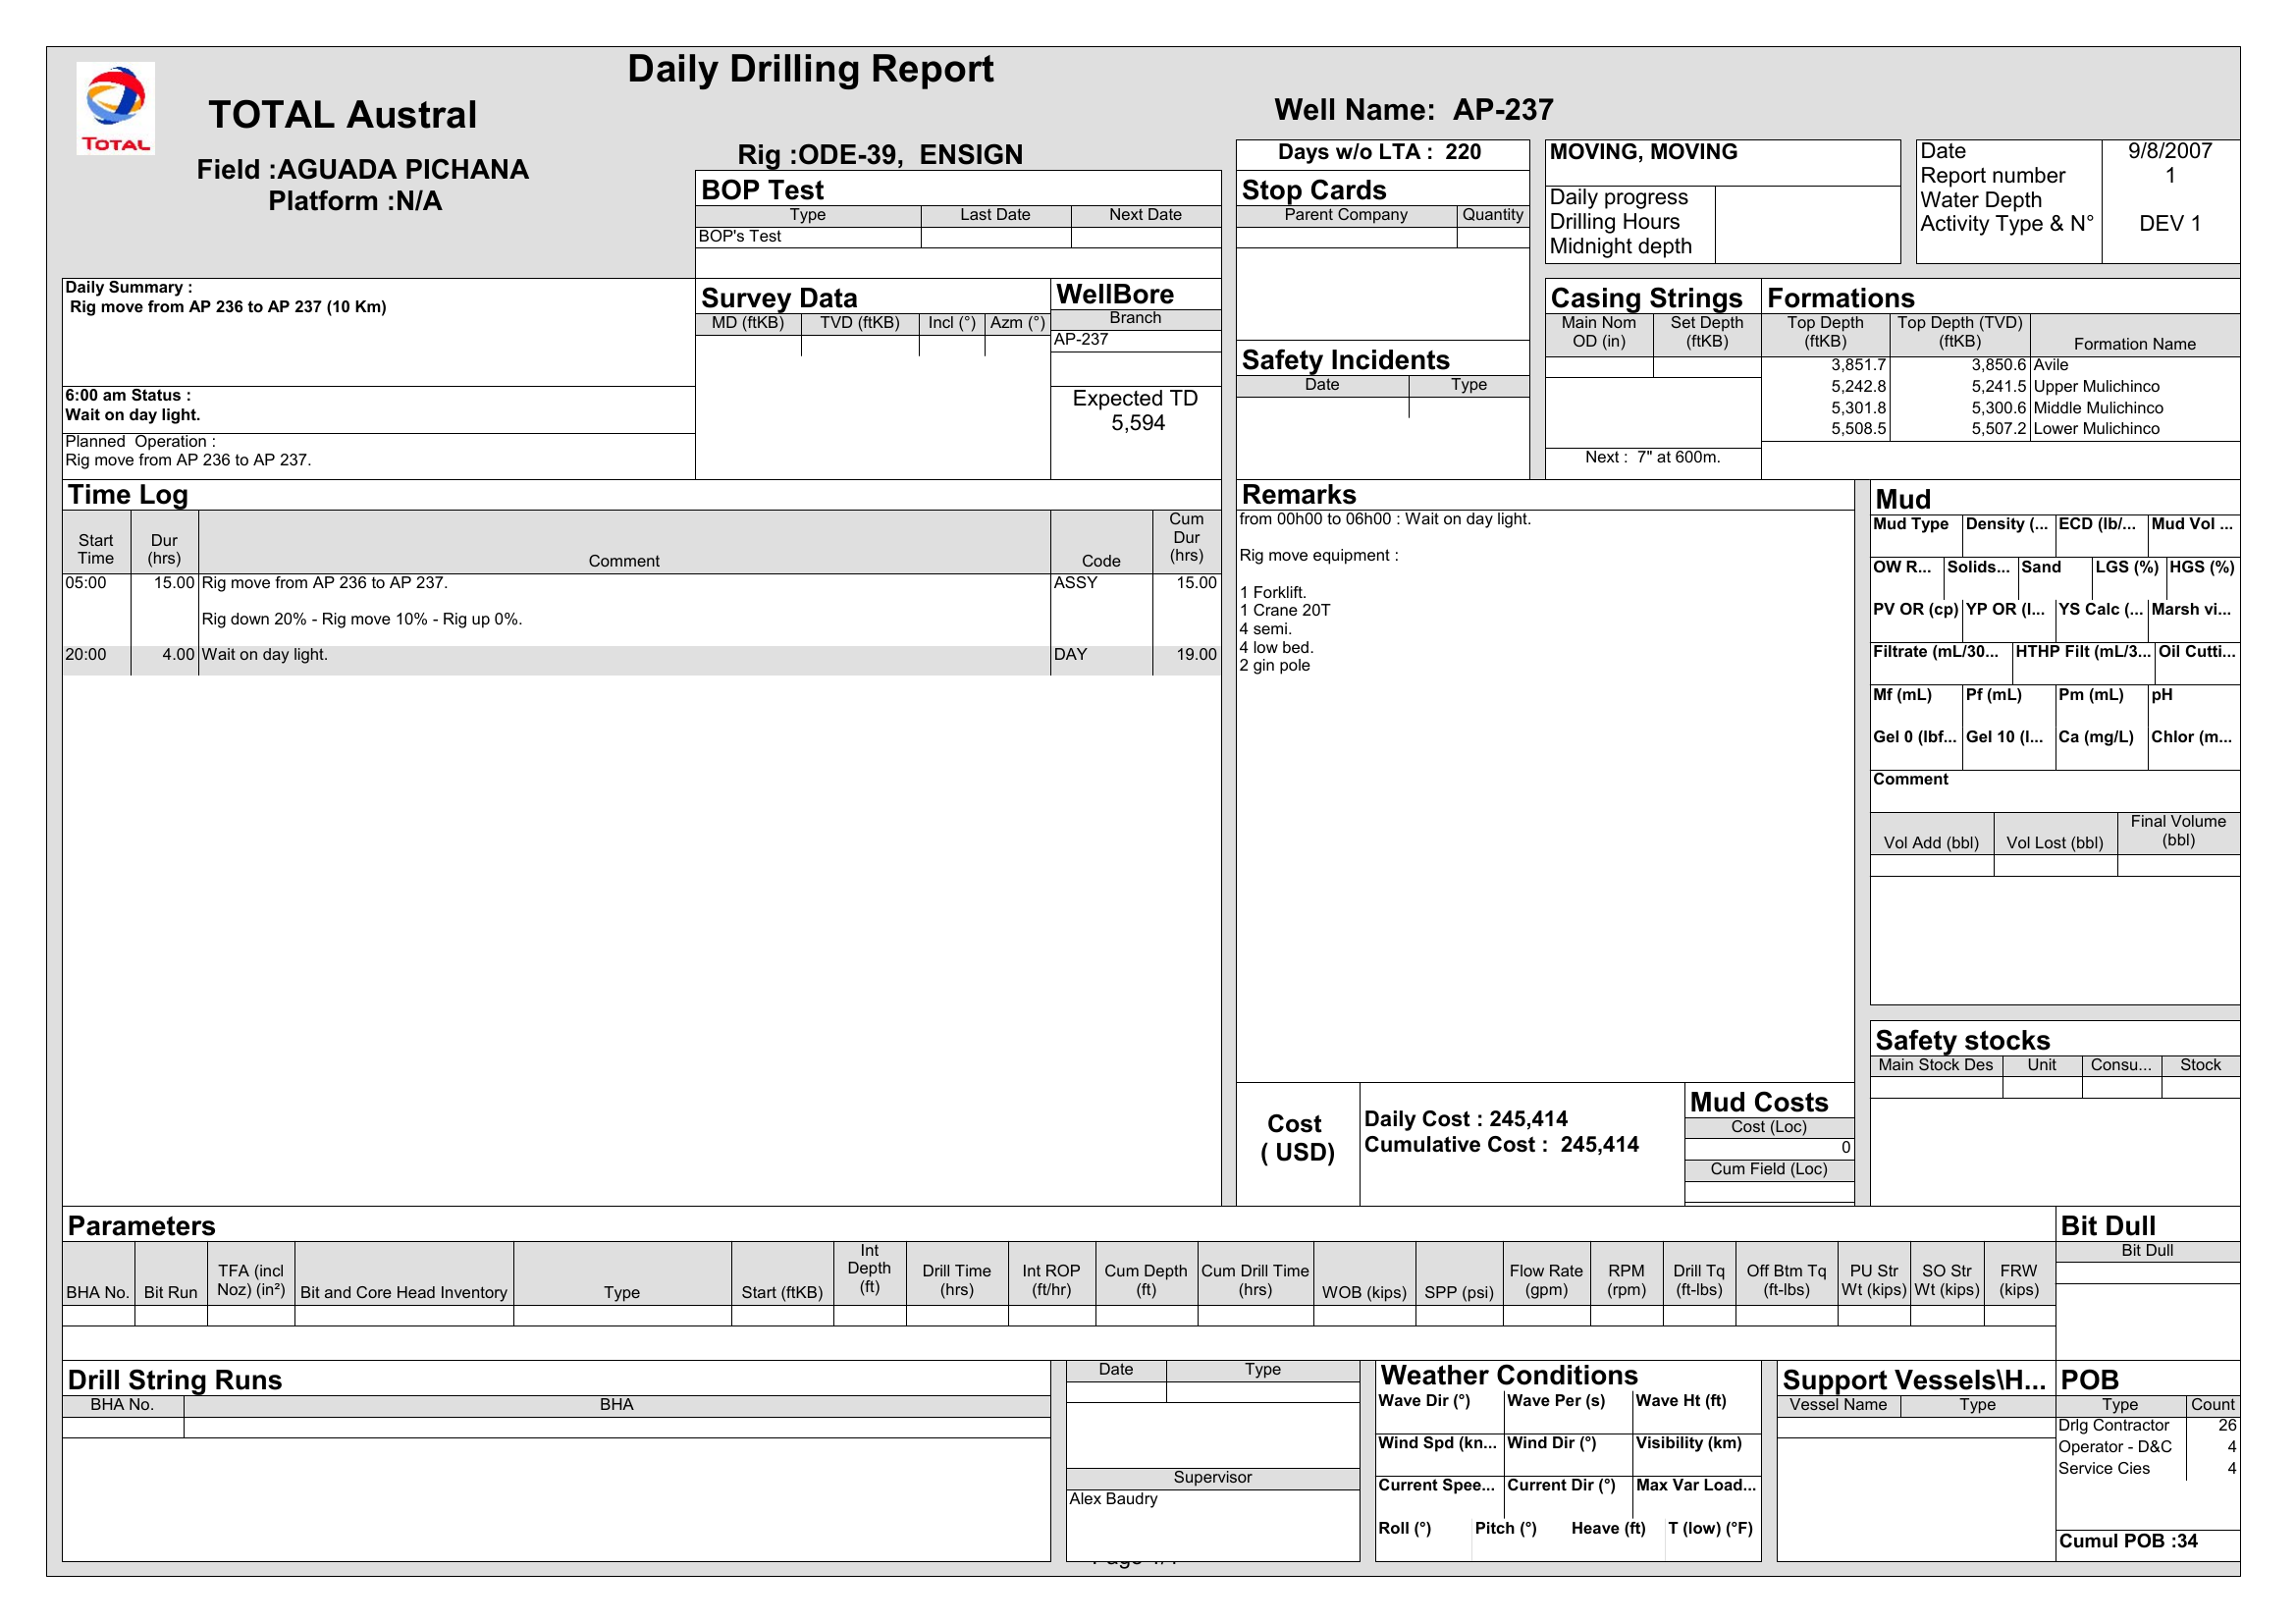 Daily Drilling Report
TOTAL
TOTAL Austral
Well Name: AP-237
Field :AGUADA PICHANA
Platform :N/A
Rig :ODE-39, ENSIGN
Days w/o LTA : 220
MOVING, MOVING
Date 9/8/2007
Report number 1
Water Depth
Activity Type & N° DEV 1
BOP Test
Type Last Date Next Date
BOP's Test
Stop Cards
Parent Company Quantity
Daily progress
Drilling Hours
Midnight depth
Daily Summary :
Rig move from AP 236 to AP 237 (10 Km)
6:00 am Status :
Wait on day light.
Planned Operation :
Rig move from AP 236 to AP 237.
Survey Data
MD (ftKB) TVD (ftKB) Incl (°) Azm (°)
WellBore
Branch
AP-237
Expected TD
5,594
Safety Incidents
Date Type
Casing Strings
Main Nom OD (in) Set Depth (ftKB)
Next : 7" at 600m.
Formations
Top Depth (ftKB) Top Depth (TVD) (ftKB) Formation Name
3,851.7 3,850.6 Avile
5,242.8 5,241.5 Upper Mulichinco
5,301.8 5,300.6 Middle Mulichinco
5,508.5 5,507.2 Lower Mulichinco
Time Log
Start Time Dur (hrs) Comment Code Cum Dur (hrs)
05:00 15.00 Rig move from AP 236 to AP 237. ASSY 15.00
Rig down 20% - Rig move 10% - Rig up 0%.
20:00 4.00 Wait on day light. DAY 19.00
Remarks
from 00h00 to 06h00 : Wait on day light.
Rig move equipment :
1 Forklift.
1 Crane 20T
4 semi.
4 low bed.
2 gin pole
Mud
Mud Type Density (... ECD (lb/... Mud Vol ...
OW R... Solids... Sand LGS (%) HGS (%)
PV OR (cp) YP OR (l... YS Calc (... Marsh vi...
Filtrate (mL/30... HTHP Filt (mL/3... Oil Cutti...
Mf (mL) Pf (mL) Pm (mL) pH
Gel 0 (lbf... Gel 10 (l... Ca (mg/L) Chlor (m...
Comment
Vol Add (bbl) Vol Lost (bbl) Final Volume (bbl)
Safety stocks
Main Stock Des Unit Consu... Stock
Cost
( USD)
Daily Cost : 245,414
Cumulative Cost : 245,414
Mud Costs
Cost (Loc)
0
Cum Field (Loc)
Parameters
BHA No. Bit Run TFA (incl Noz) (in²) Bit and Core Head Inventory Type Start (ftKB) Int Depth (ft) Drill Time (hrs) Int ROP (ft/hr) Cum Depth (ft) Cum Drill Time (hrs) WOB (kips) SPP (psi) Flow Rate (gpm) RPM (rpm) Drill Tq (ft-lbs) Off Btm Tq (ft-lbs) PU Str Wt (kips) SO Str Wt (kips) FRW (kips)
Bit Dull
Bit Dull
Drill String Runs
BHA No. BHA
Date Type
Supervisor
Alex Baudry
Weather Conditions
Wave Dir (°) Wave Per (s) Wave Ht (ft)
Wind Spd (kn... Wind Dir (°) Visibility (km)
Current Spee... Current Dir (°) Max Var Load...
Roll (°) Pitch (°) Heave (ft) T (low) (°F)
Support Vessels\H...
Vessel Name Type
POB
Type Count
Drlg Contractor 26
Operator - D&C 4
Service Cies 4
Cumul POB :34